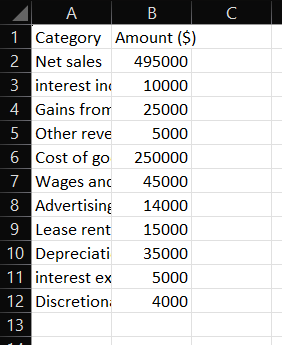 A B C
1 Category Amount ($)
2 Net sales 495000
3 interest in 10000
4 Gains from 25000
5 Other reve 5000
6 Cost of go 250000
7 Wages and 45000
8 Advertising 14000
9 Lease rent 15000
10 Depreciati 35000
11 interest ex 5000
12 Discretion 4000
13